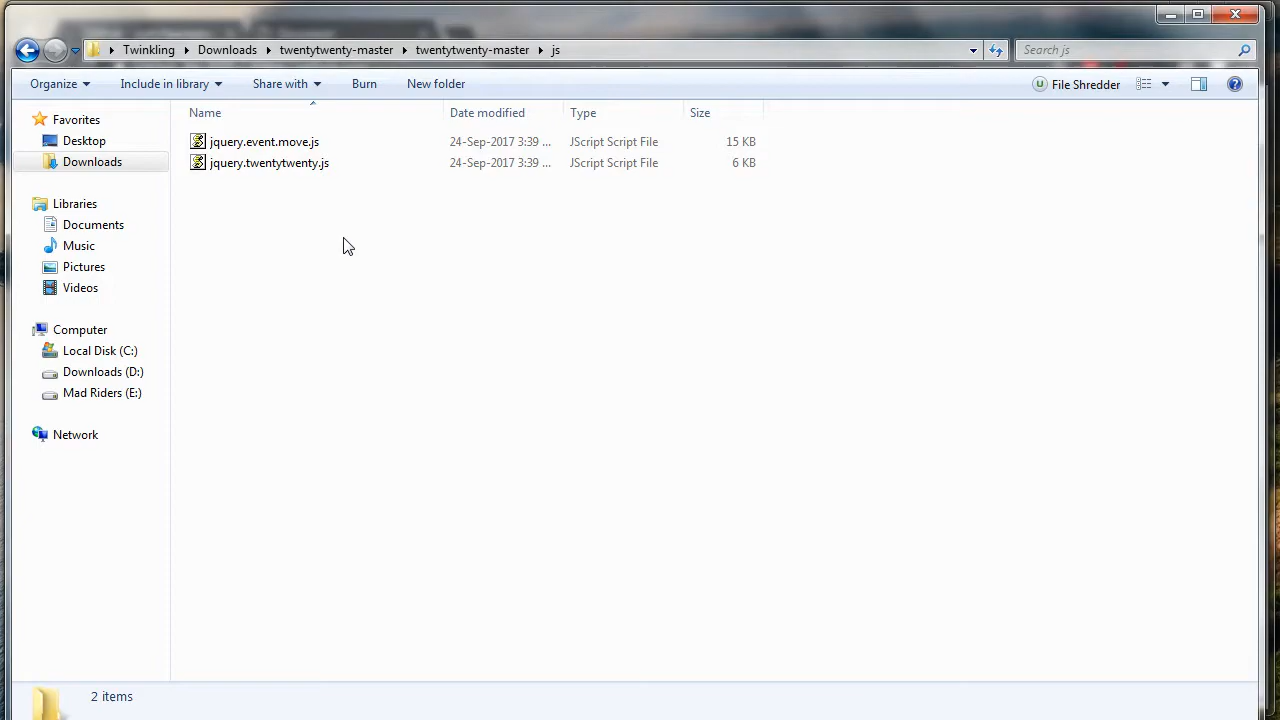 Twinkling Downloads twentytwenty-master twentytwenty-master js Search js
Organize Include in library Share with Burn New folder File Shredder
Name Date modified Type Size
jquery.event.move.js 24-Sep-2017 3:39 ... JScript Script File 15 KB
jquery.twentytwenty.js 24-Sep-2017 3:39 ... JScript Script File 6 KB
Favorites
Desktop
Downloads
Libraries
Documents
Music
Pictures
Videos
Computer
Local Disk (C:)
Downloads (D:)
Mad Riders (E:)
Network
2 items